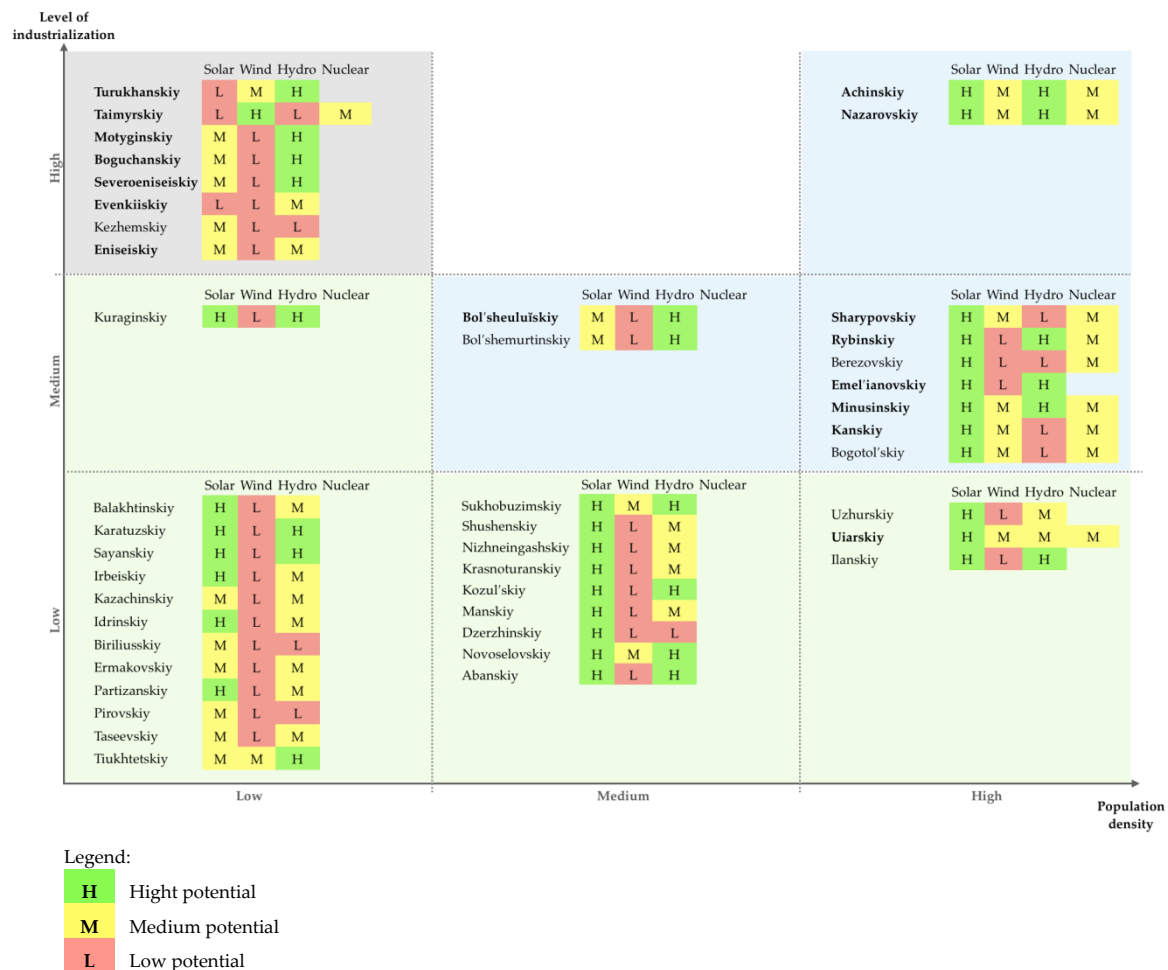 Level of
industrialization
Solar Wind Hydro Nuclear
Turukhanskiy L M H
Taimyrskiy L H L M
Motyginskiy M L H
Boguchanskiy M L H
Severoeniseiskiy M L H
Evenkiiskiy L L M
Kezhemskiy M L L
Eniseiskiy M L M
Solar Wind Hydro Nuclear
Achinskiy H M H M
Nazarovskiy H M H M
High
Solar Wind Hydro Nuclear
Kuraginskiy H L H
Solar Wind Hydro Nuclear
Bol'sheuluĭskiy M L H
Bol'shemurtinskiy M L H
Solar Wind Hydro Nuclear
Sharypovskiy H M L M
Rybinskiy H L H M
Berezovskiy H L L M
Emel'ianovskiy H L H
Minusinskiy H M H M
Kanskiy H M L M
Bogotol'skiy H M L M
Medium
Solar Wind Hydro Nuclear
Balakhtinskiy H L M
Karatuzskiy H L H
Sayanskiy H L H
Irbeiskiy H L M
Kazachinskiy M L M
Idrinskiy H L M
Biriliusskiy M L L
Ermakovskiy M L M
Partizanskiy H L M
Pirovskiy M L L
Taseevskiy M L M
Tiukhtetskiy M M H
Solar Wind Hydro Nuclear
Sukhobuzimskiy H M H
Shushenskiy H L M
Nizhneingashskiy H L M
Krasnoturanskiy H L M
Kozul'skiy H L H
Manskiy H L M
Dzerzhinskiy H L L
Novoselovskiy H M H
Abanskiy H L H
Solar Wind Hydro Nuclear
Uzhurskiy H L M
Uiarskiy H M M M
Ilanskiy H L H
Low
Low
Medium
High
Population
density
Legend:
H Hight potential
M Medium potential
L Low potential